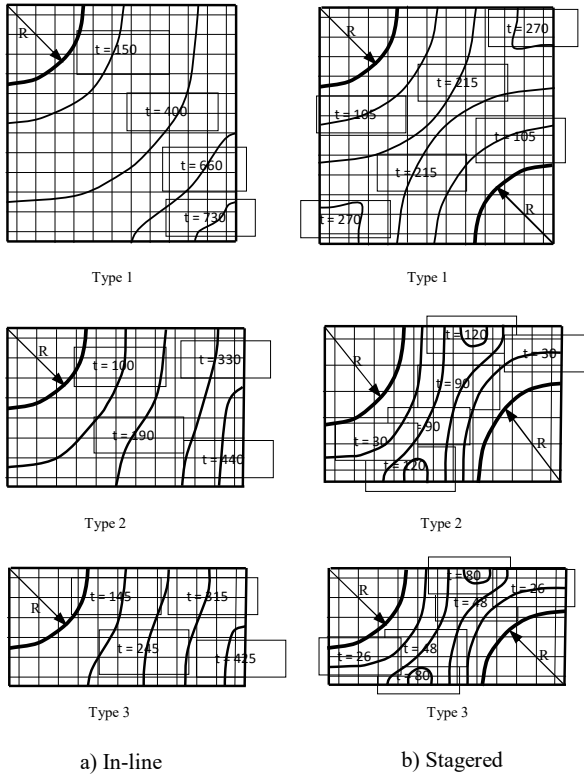 R
t = 150
t = 400
t = 660
t = 730
Type 1
R
t = 270
t = 215
t = 105
t = 105
t = 215
t = 270
R
Type 1
R
t = 100
t = 330
t = 190
t = 440
Type 2
R
t = 120
t = 30
t = 90
t = 90
t = 30
t = 120
R
Type 2
R
t = 145
t = 315
t = 245
t = 425
Type 3
R
t = 80
t = 26
t = 48
t = 48
t = 26
t = 80
R
Type 3
a) In-line
b) Stagered